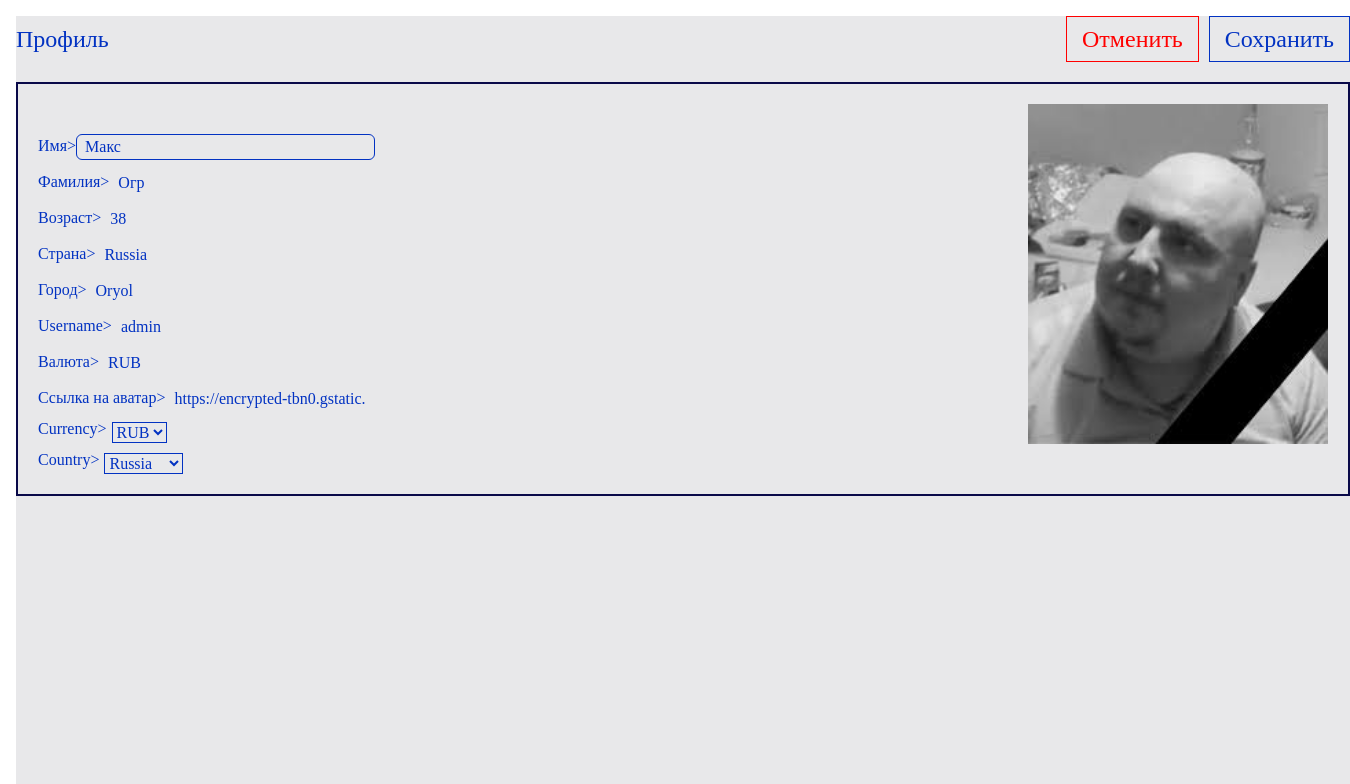 Профиль
Отменить
Сохранить
Имя> Макс
Фамилия> Огр
Возраст> 38
Страна> Russia
Город> Oryol
Username> admin
Валюта> RUB
Ссылка на аватар> https://encrypted-tbn0.gstatic.
Currency> RUB
Country> Russia